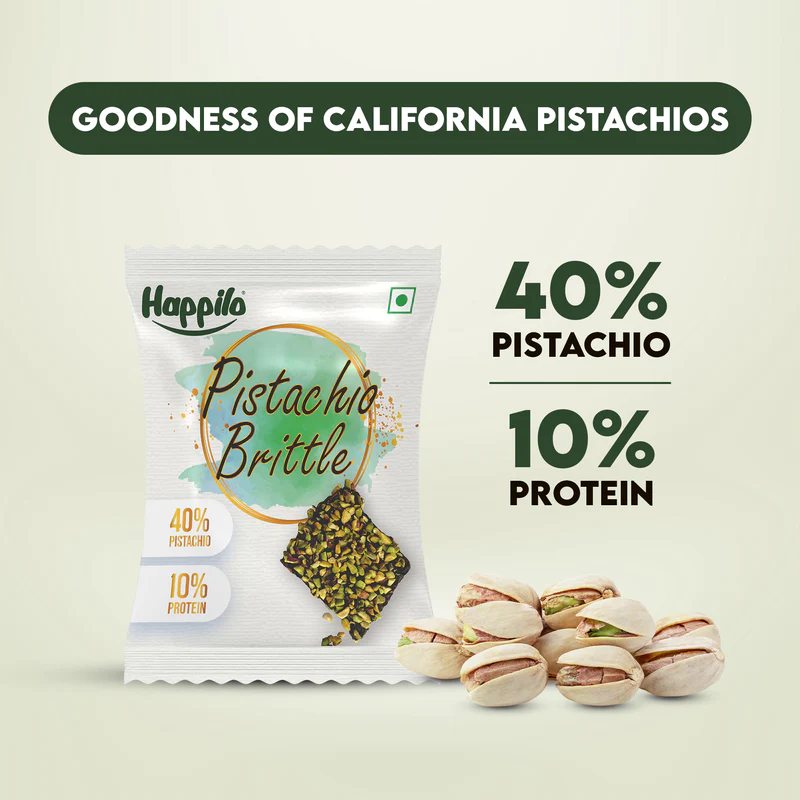 GOODNESS OF CALIFORNIA PISTACHIOS
Happilo
Pistachio
Brittle
40%
PISTACHIO
10%
PROTEIN
40%
PISTACHIO
10%
PROTEIN